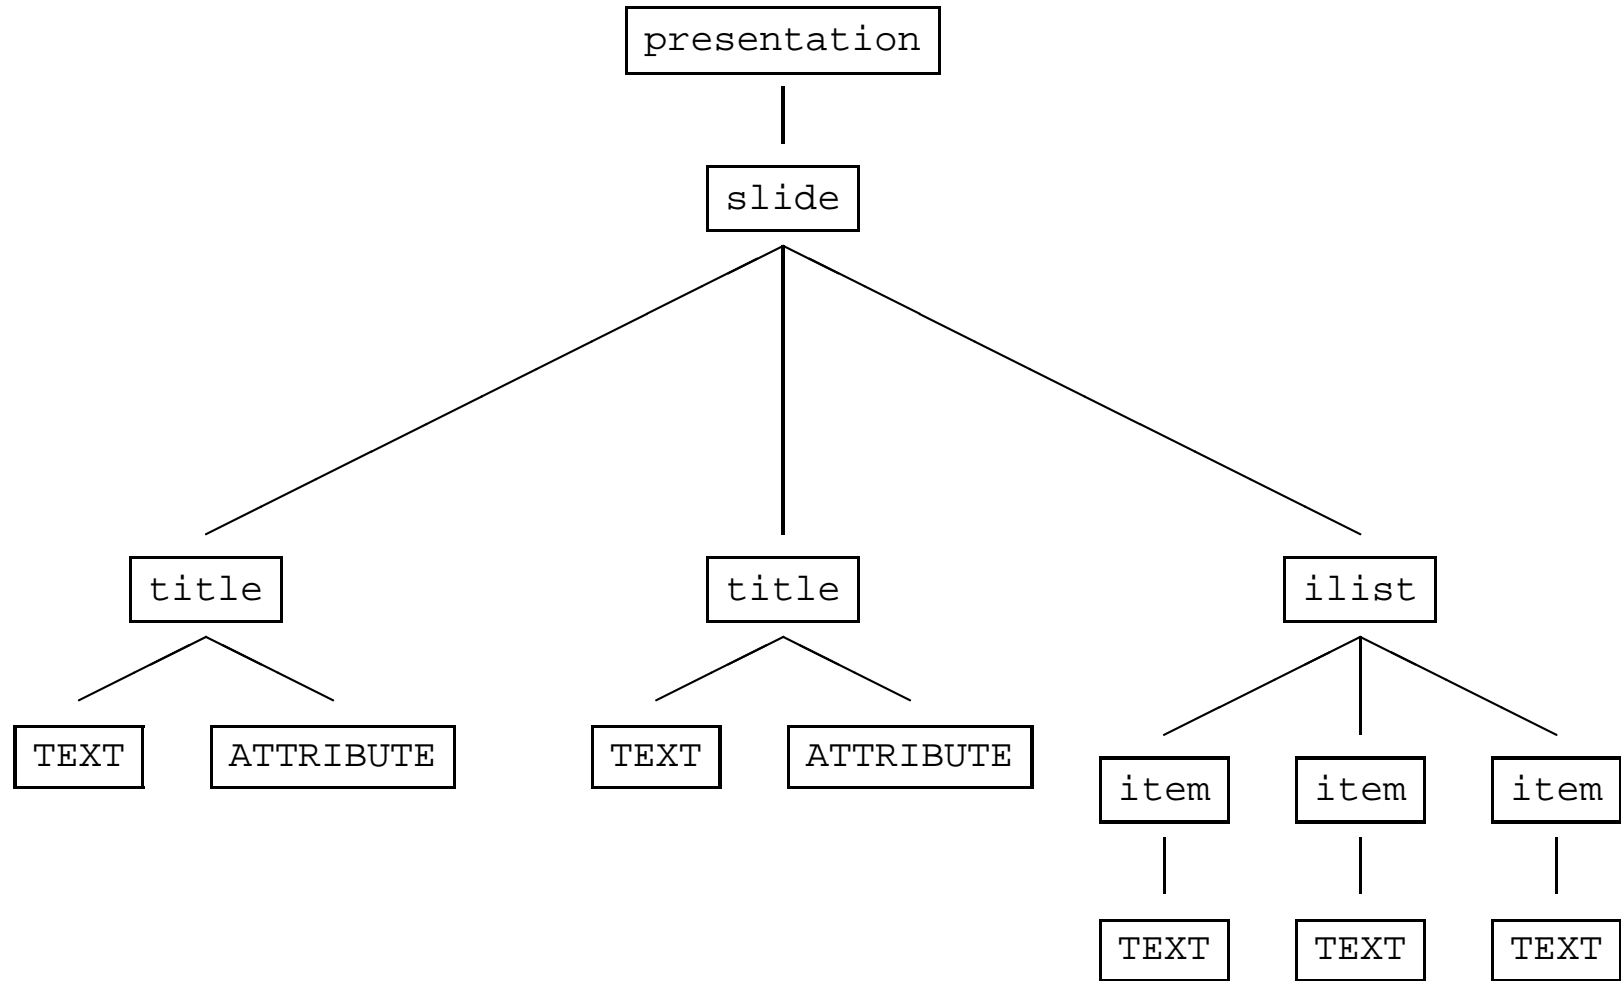 presentation
slide
title title ilist
TEXT ATTRIBUTE TEXT ATTRIBUTE
item item item
TEXT TEXT TEXT